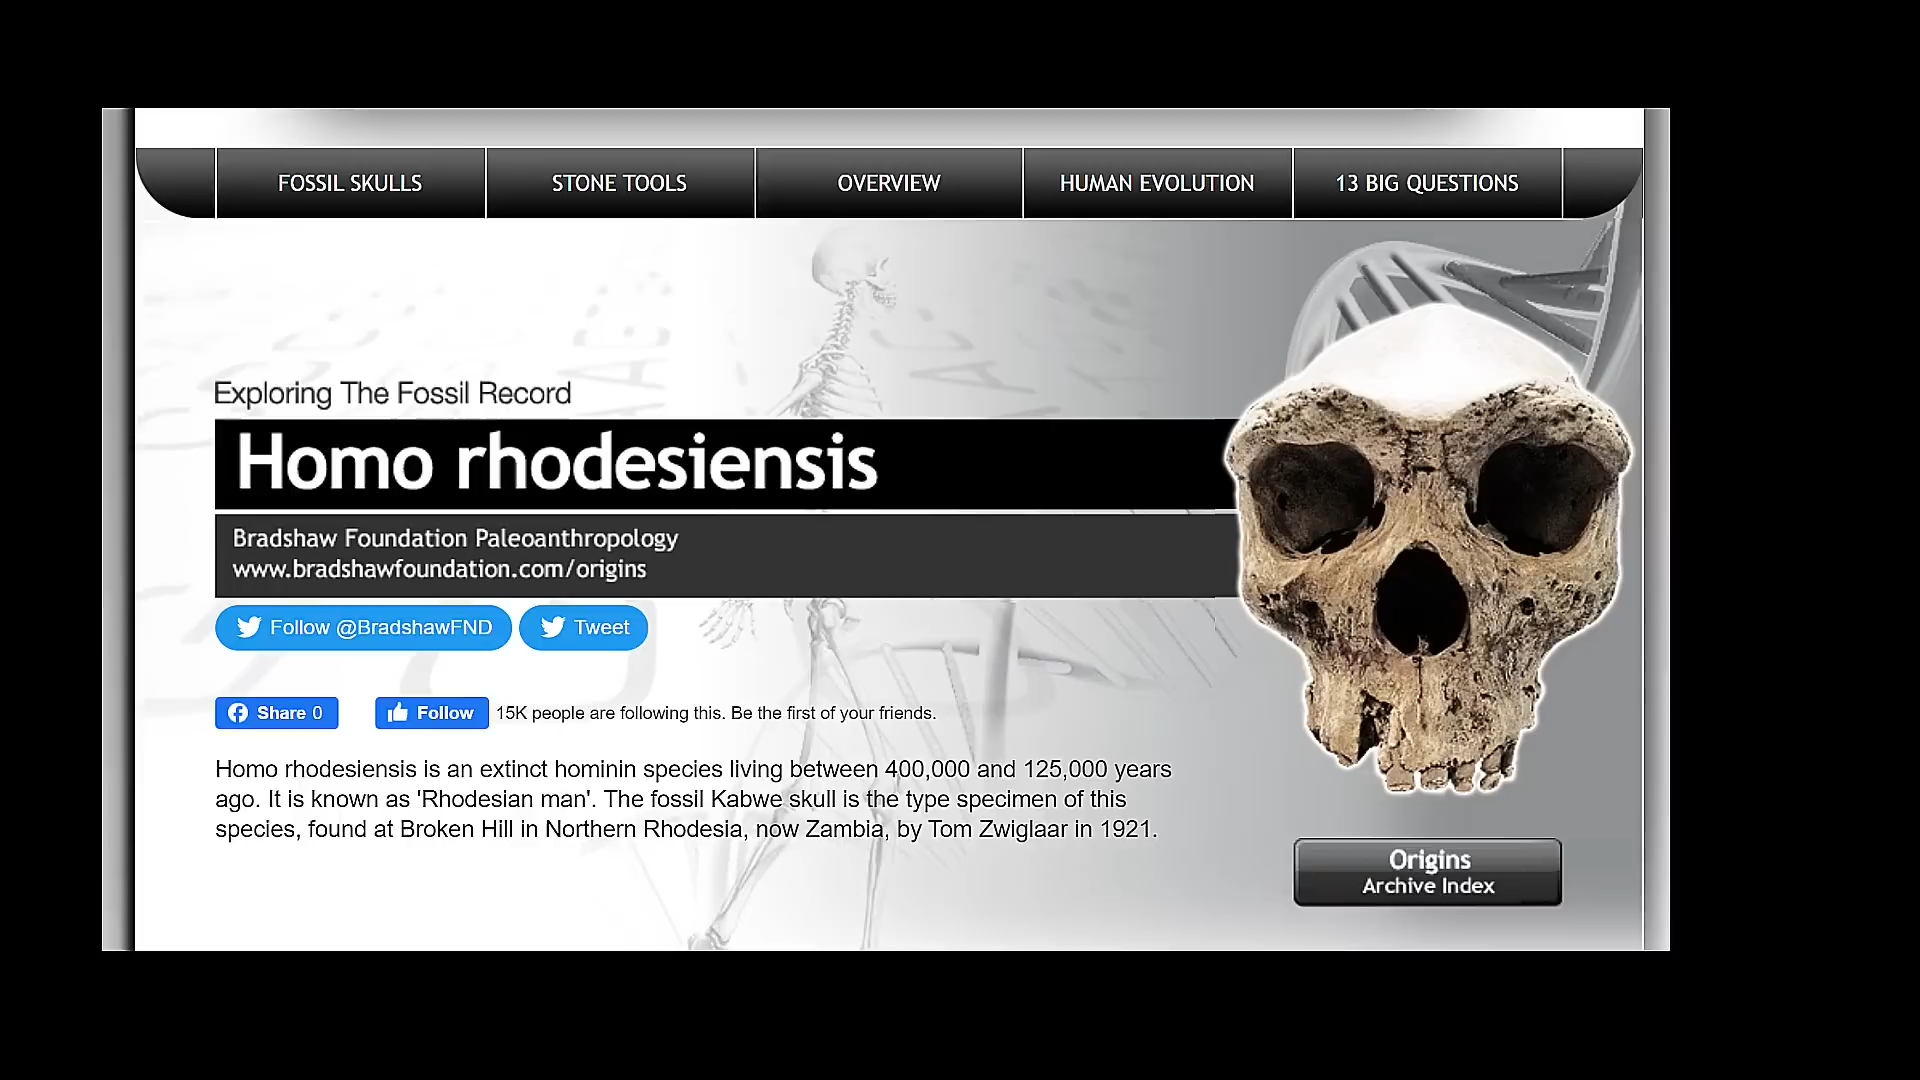 FOSSIL SKULLS STONE TOOLS OVERVIEW HUMAN EVOLUTION 13 BIG QUESTIONS
Exploring The Fossil Record
Homo rhodesiensis
Bradshaw Foundation Paleoanthropology
www.bradshawfoundation.com/origins
Follow @BradshawFND Tweet
Share 0 Follow 15K people are following this. Be the first of your friends.
Homo rhodesiensis is an extinct hominin species living between 400,000 and 125,000 years
ago. It is known as 'Rhodesian man'. The fossil Kabwe skull is the type specimen of this
species, found at Broken Hill in Northern Rhodesia, now Zambia, by Tom Zwiglaar in 1921.
Origins
Archive Index